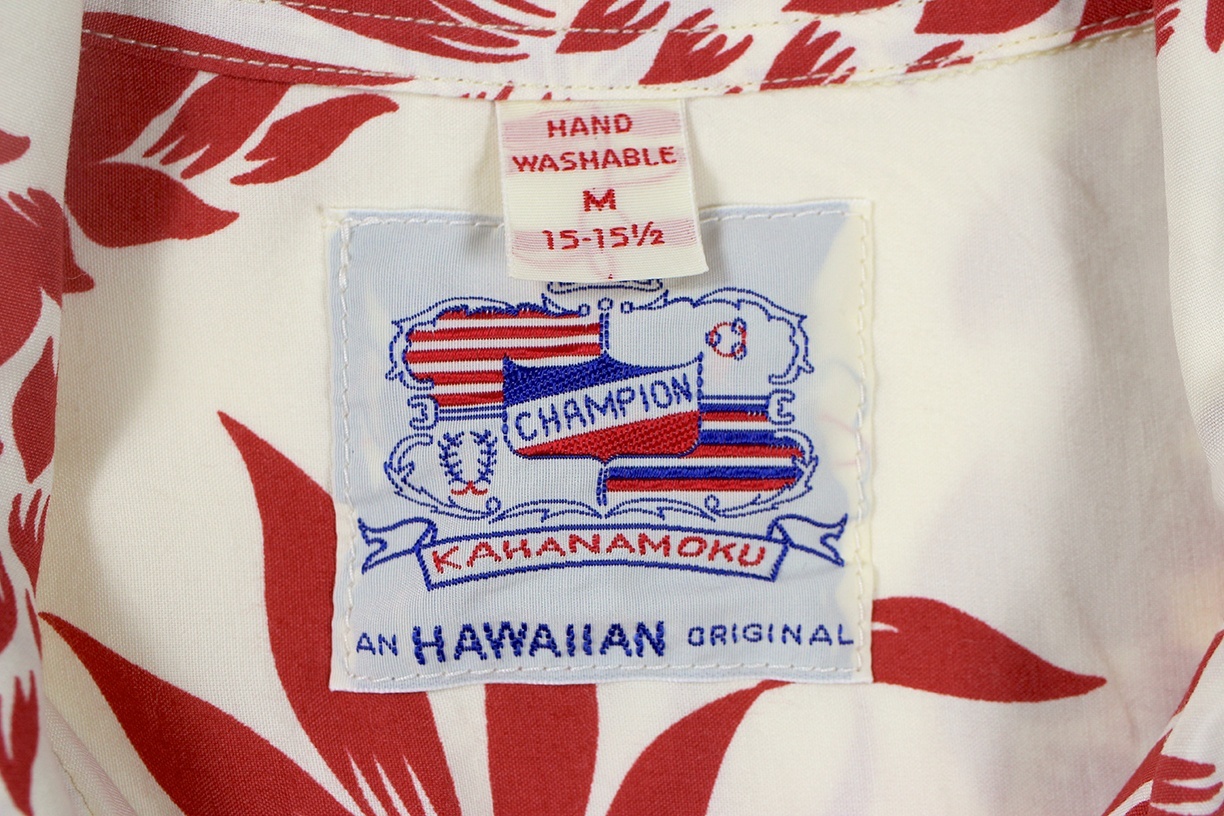 HAND
WASHABLE
M
15-15½
CHAMPION
KAHANAMOKU
AN HAWAIIAN ORIGINAL